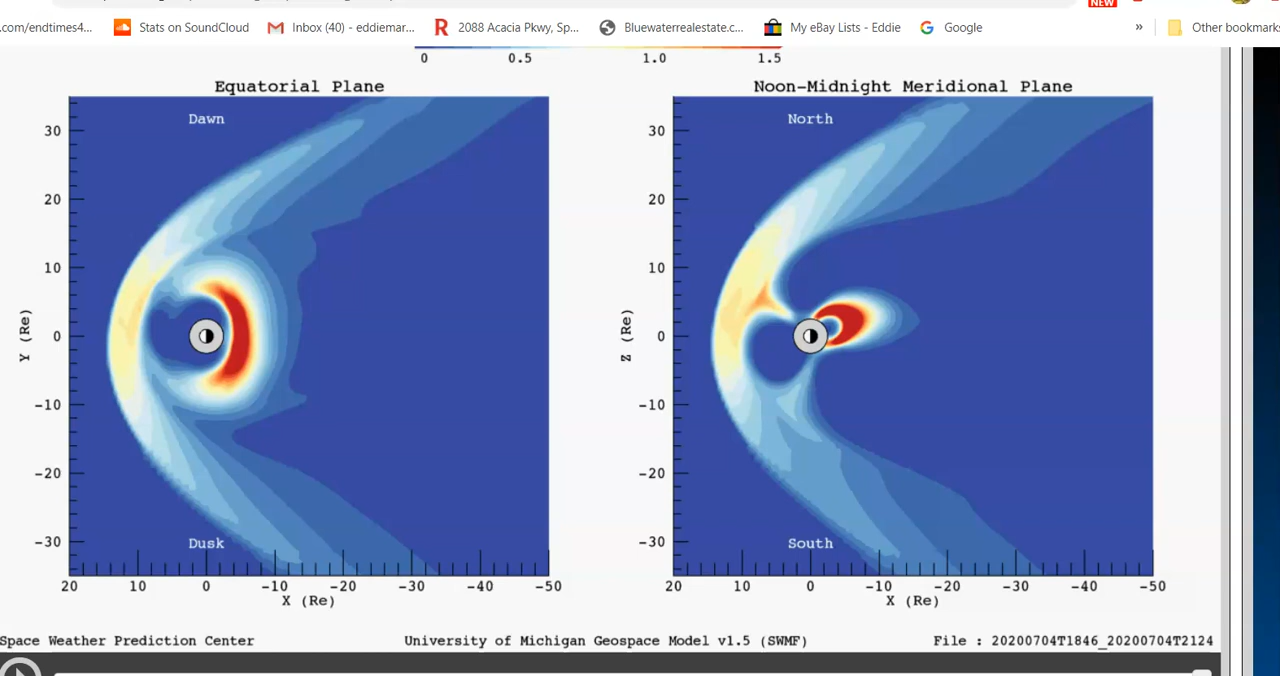 .com/endtimes4... Stats on SoundCloud Inbox (40) - eddiemar... 2088 Acacia Pkwy, Sp... Bluewaterrealestate.c... My eBay Lists - Eddie Google » Other bookmarks
NEW
0 0.5 1.0 1.5
Equatorial Plane
Dawn
30
20
10
0
-10
-20
-30
Y (Re)
Dusk
20 10 0 -10 -20 -30 -40 -50
X (Re)
Noon-Midnight Meridional Plane
North
30
20
10
0
-10
-20
-30
Z (Re)
South
20 10 0 -10 -20 -30 -40 -50
X (Re)
Space Weather Prediction Center University of Michigan Geospace Model v1.5 (SWMF) File : 20200704T1846_20200704T2124